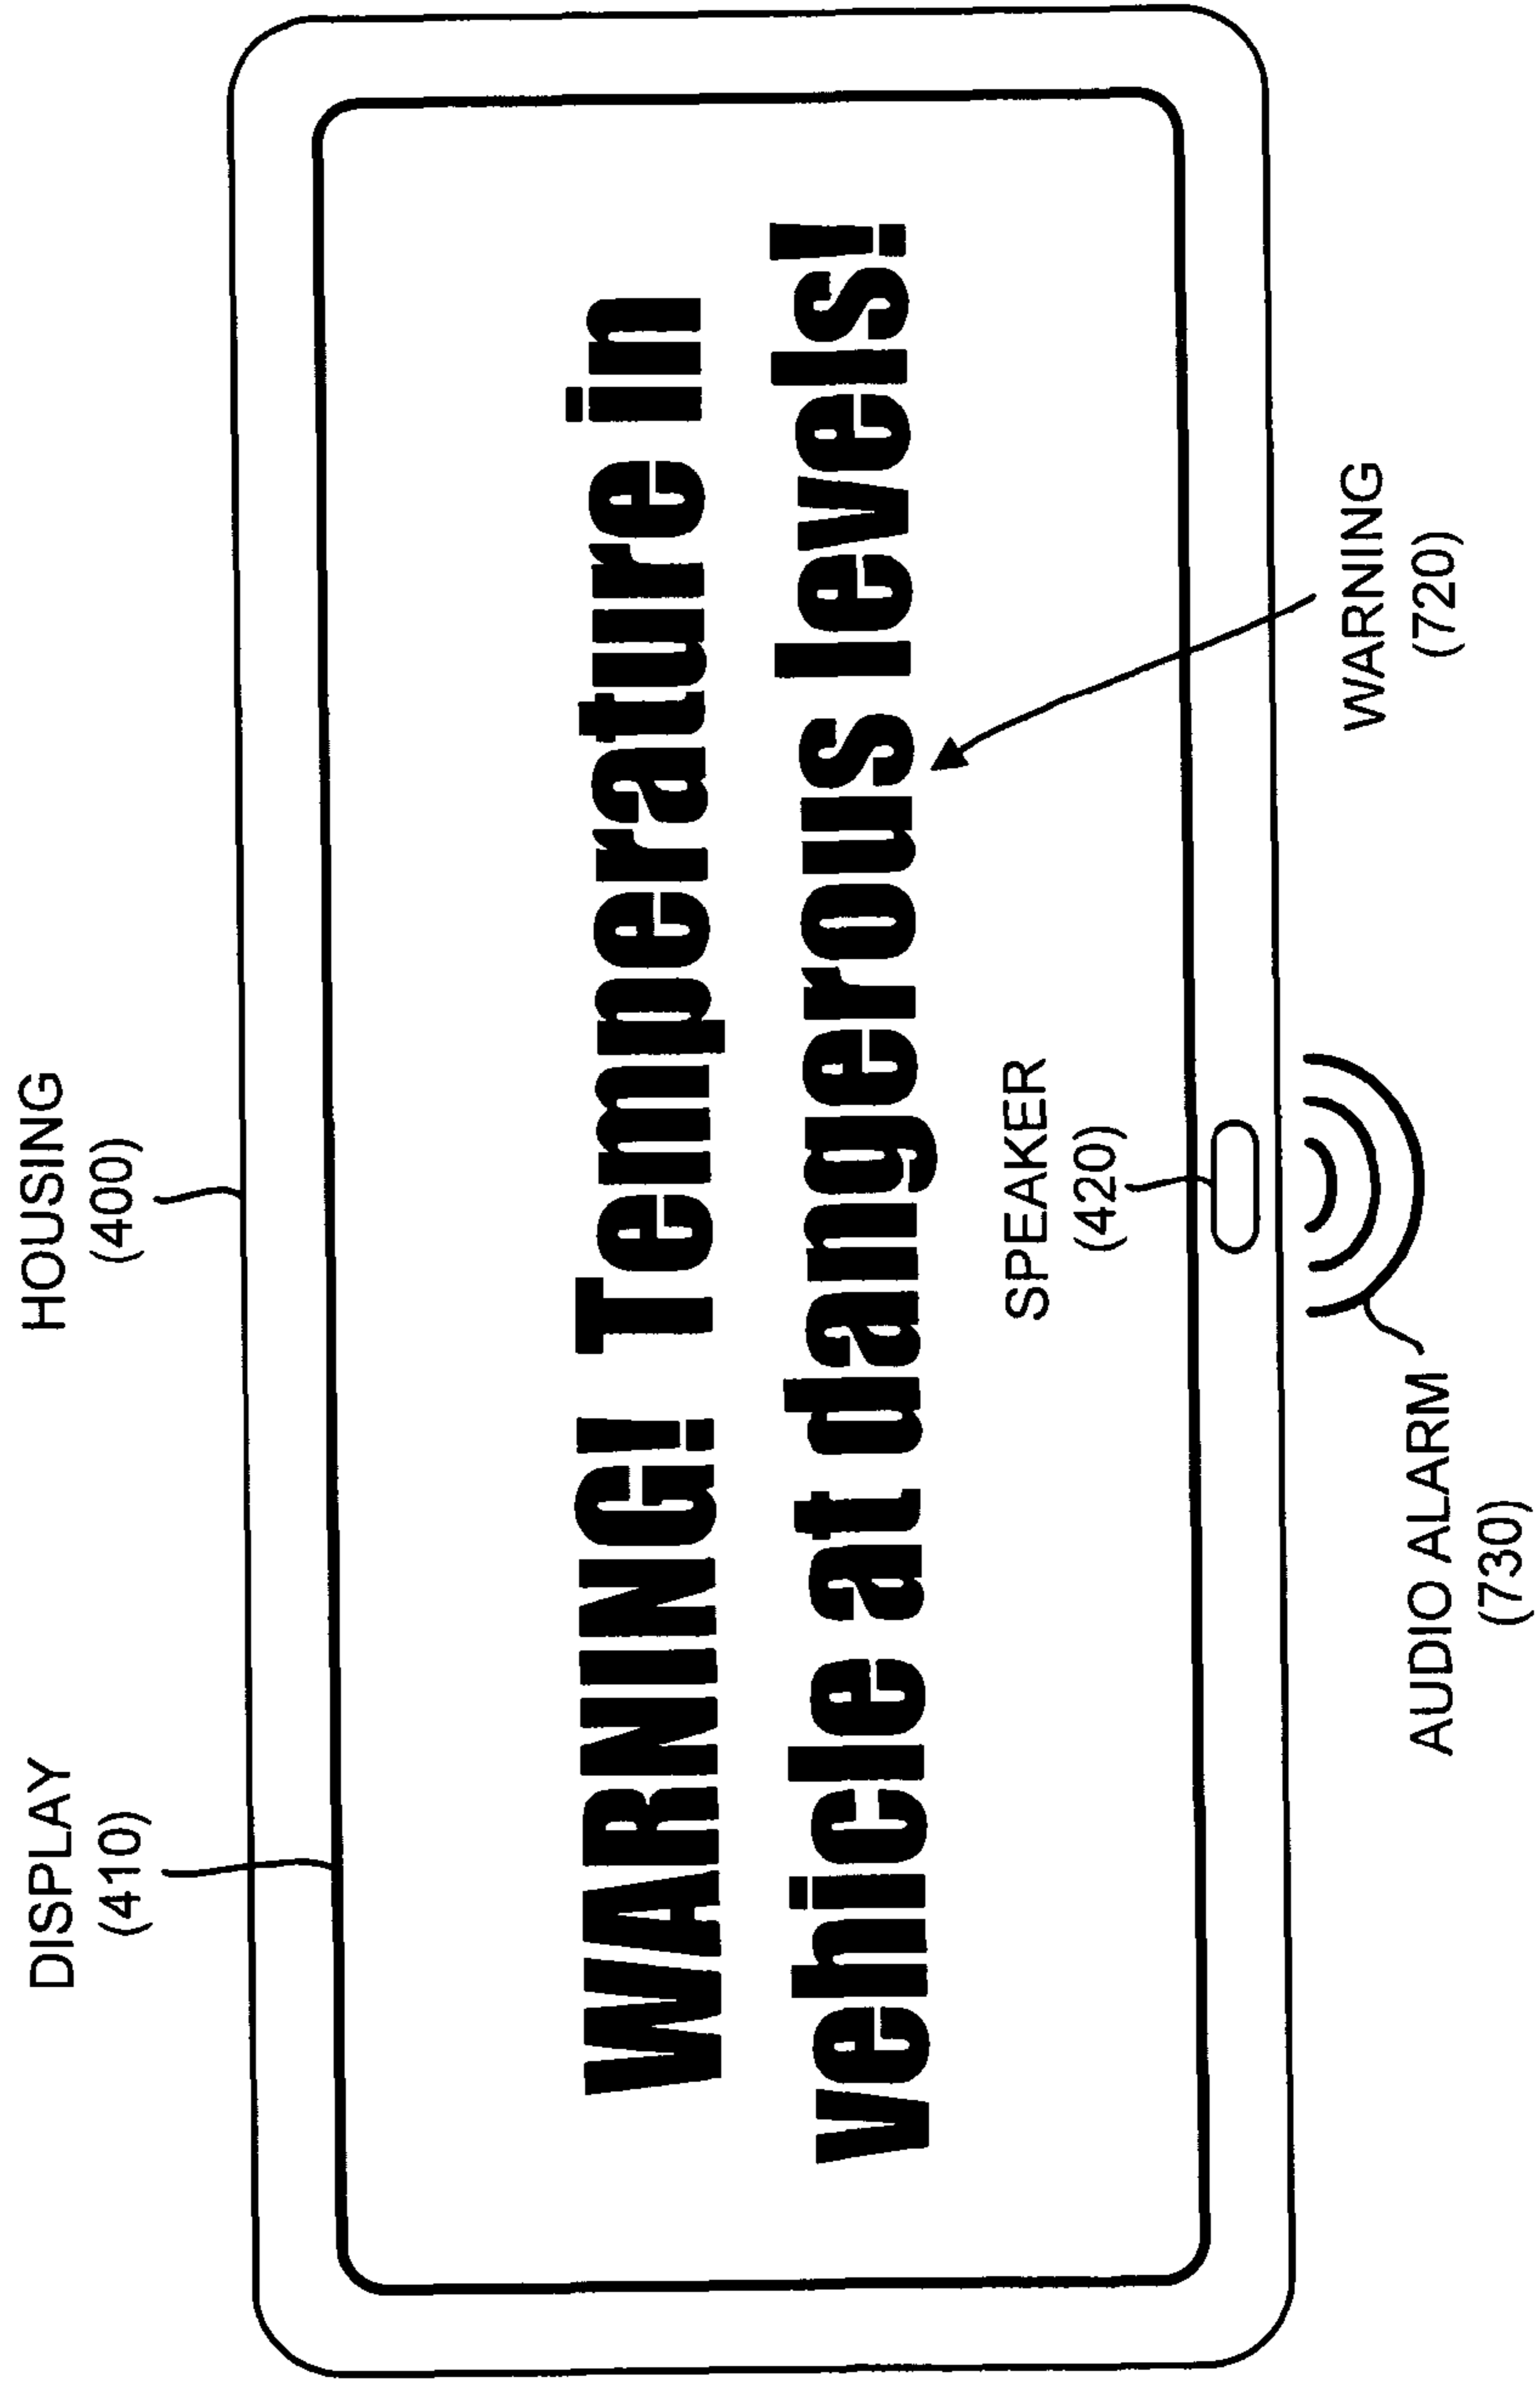 DISPLAY
(410)
HOUSING
(400)
WARNING! Temperature in
vehicle at dangerous levels!
SPEAKER
(420)
AUDIO ALARM
(730)
WARNING
(720)